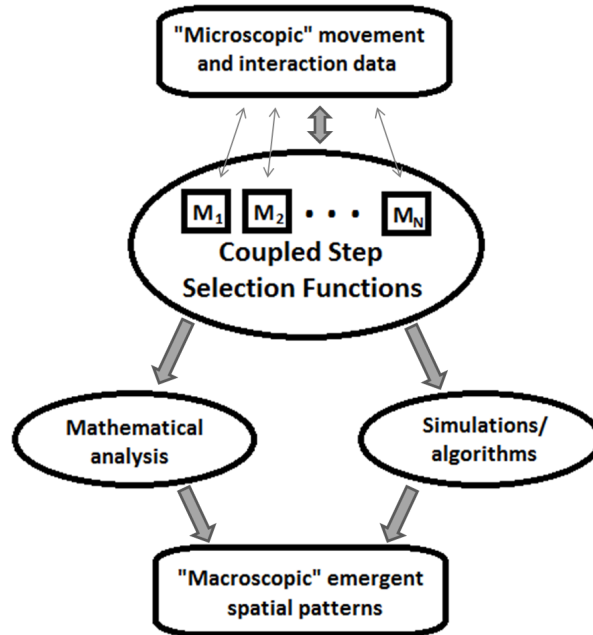 "Microscopic" movement
and interaction data
M1 M2 . . . MN
Coupled Step
Selection Functions
Mathematical
analysis
Simulations/
algorithms
"Macroscopic" emergent
spatial patterns